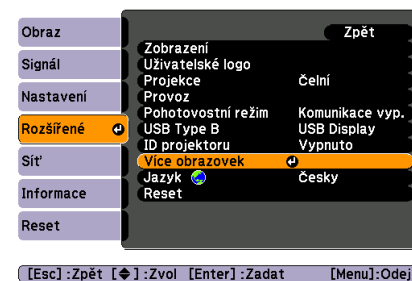 Obraz
Signál
Nastavení
Rozšířené
Síť
Informace
Reset
Zpět
Zobrazení
Uživatelské logo
Projekce Čelní
Provoz
Pohotovostní režim Komunikace vyp.
USB Type B USB Display
ID projektoru Vypnuto
Více obrazovek
Jazyk Česky
Reset
[Esc] :Zpět [ ] :Zvol [Enter] :Zadat [Menu]:Odej